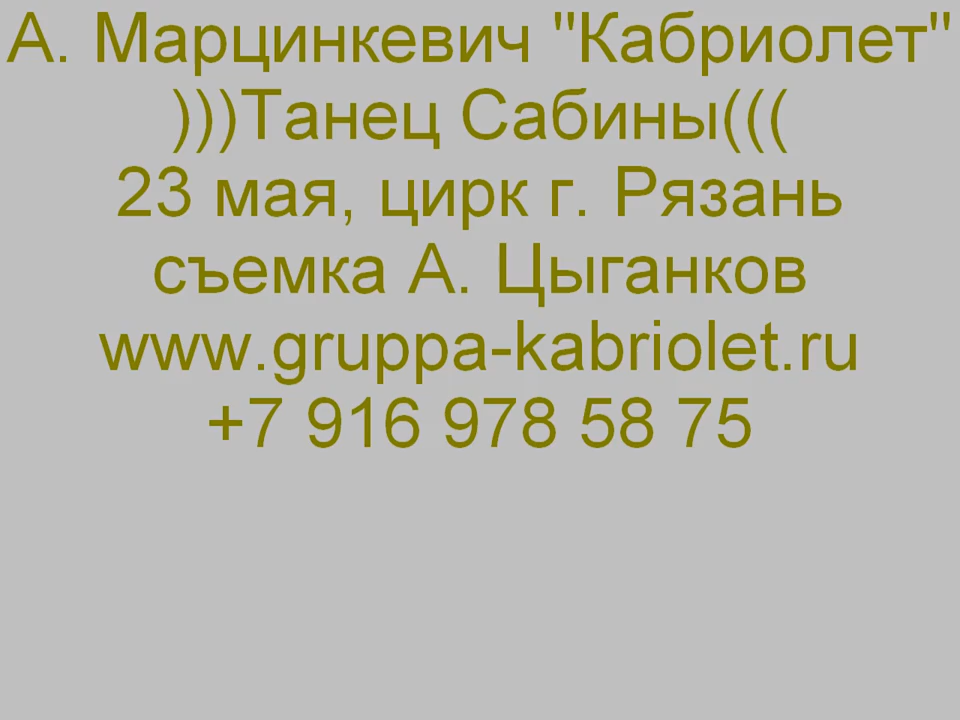 А. Марцинкевич "Кабриолет"
)))Танец Сабины(((
23 мая, цирк г. Рязань
съемка А. Цыганков
www.gruppa-kabriolet.ru
+7 916 978 58 75